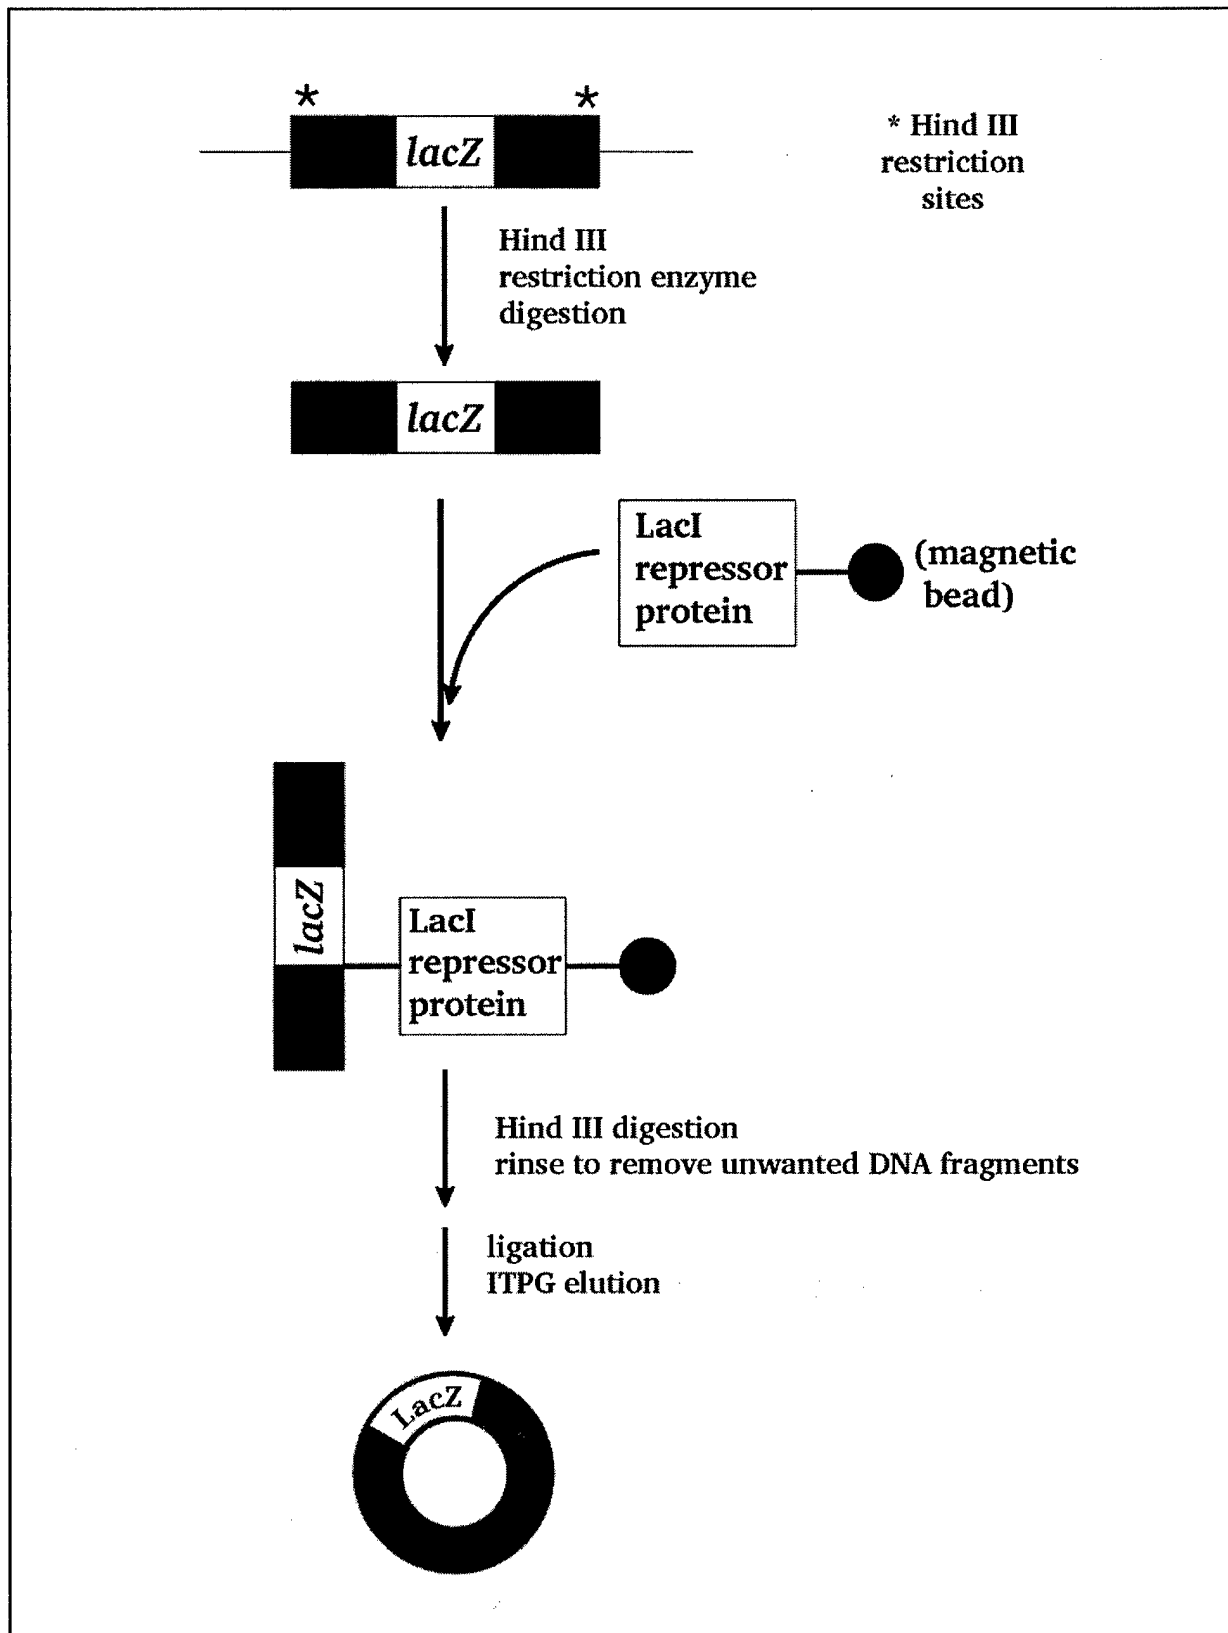 * *
lacZ
* Hind III
restriction
sites
Hind III
restriction enzyme
digestion
lacZ
LacI
repressor
protein
(magnetic
bead)
lacZ
LacI
repressor
protein
Hind III digestion
rinse to remove unwanted DNA fragments
ligation
ITPG elution
LacZ